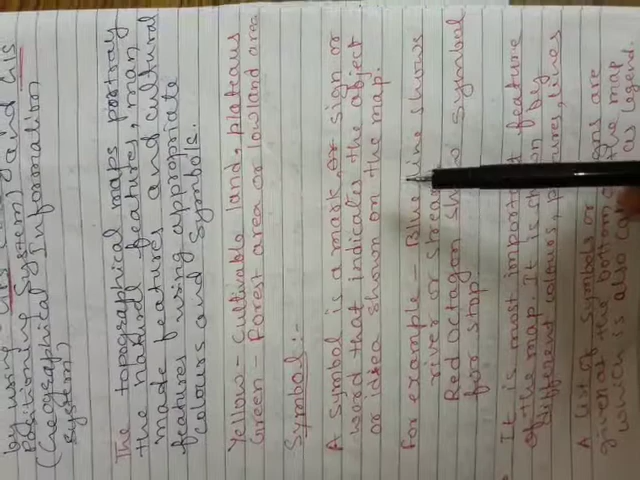 by using GPS
Positioning System) and GIS
(Geographical Information
System)
The topographical maps portray
the natural features, man
made features and cultural
features using appropriate
colours and symbols.
Yellow - Cultivable land, plateaus
Green - Forest area or lowland area
Symbol :-
A symbol is a mark, or sign or
word that indicates the object
or idea shown on the map.
For example - Blue line shows
river or
Red Octagon symbol
for stop.
It is most important feature
of the map. It is shown by
different colours, pictures, lines
A list of symbols or are
given at the bottom of the map
which is also as legend.